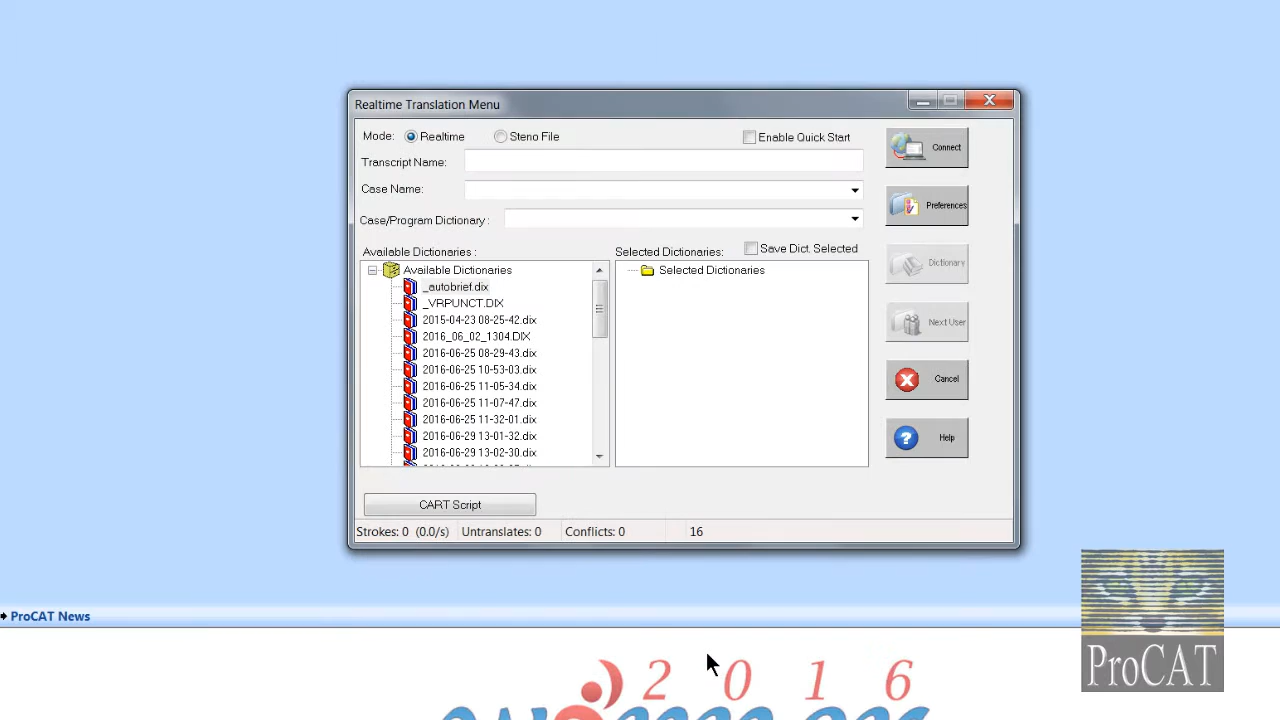 Realtime Translation Menu
Mode: Realtime Steno File Enable Quick Start
Transcript Name:
Case Name:
Case/Program Dictionary :
Available Dictionaries : Selected Dictionaries: Save Dict. Selected
Available Dictionaries
_autobrief.dix
_VRPUNCT.DIX
2015-04-23 08-25-42.dix
2016_06_02_1304.DIX
2016-06-25 08-29-43.dix
2016-06-25 10-53-03.dix
2016-06-25 11-05-34.dix
2016-06-25 11-07-47.dix
2016-06-25 11-32-01.dix
2016-06-29 13-01-32.dix
2016-06-29 13-02-30.dix
Selected Dictionaries
Connect
Preferences
Dictionary
Next User
Cancel
Help
CART Script
Strokes: 0 (0.0/s) Untranslates: 0 Conflicts: 0 16
ProCAT News
ProCAT
2016